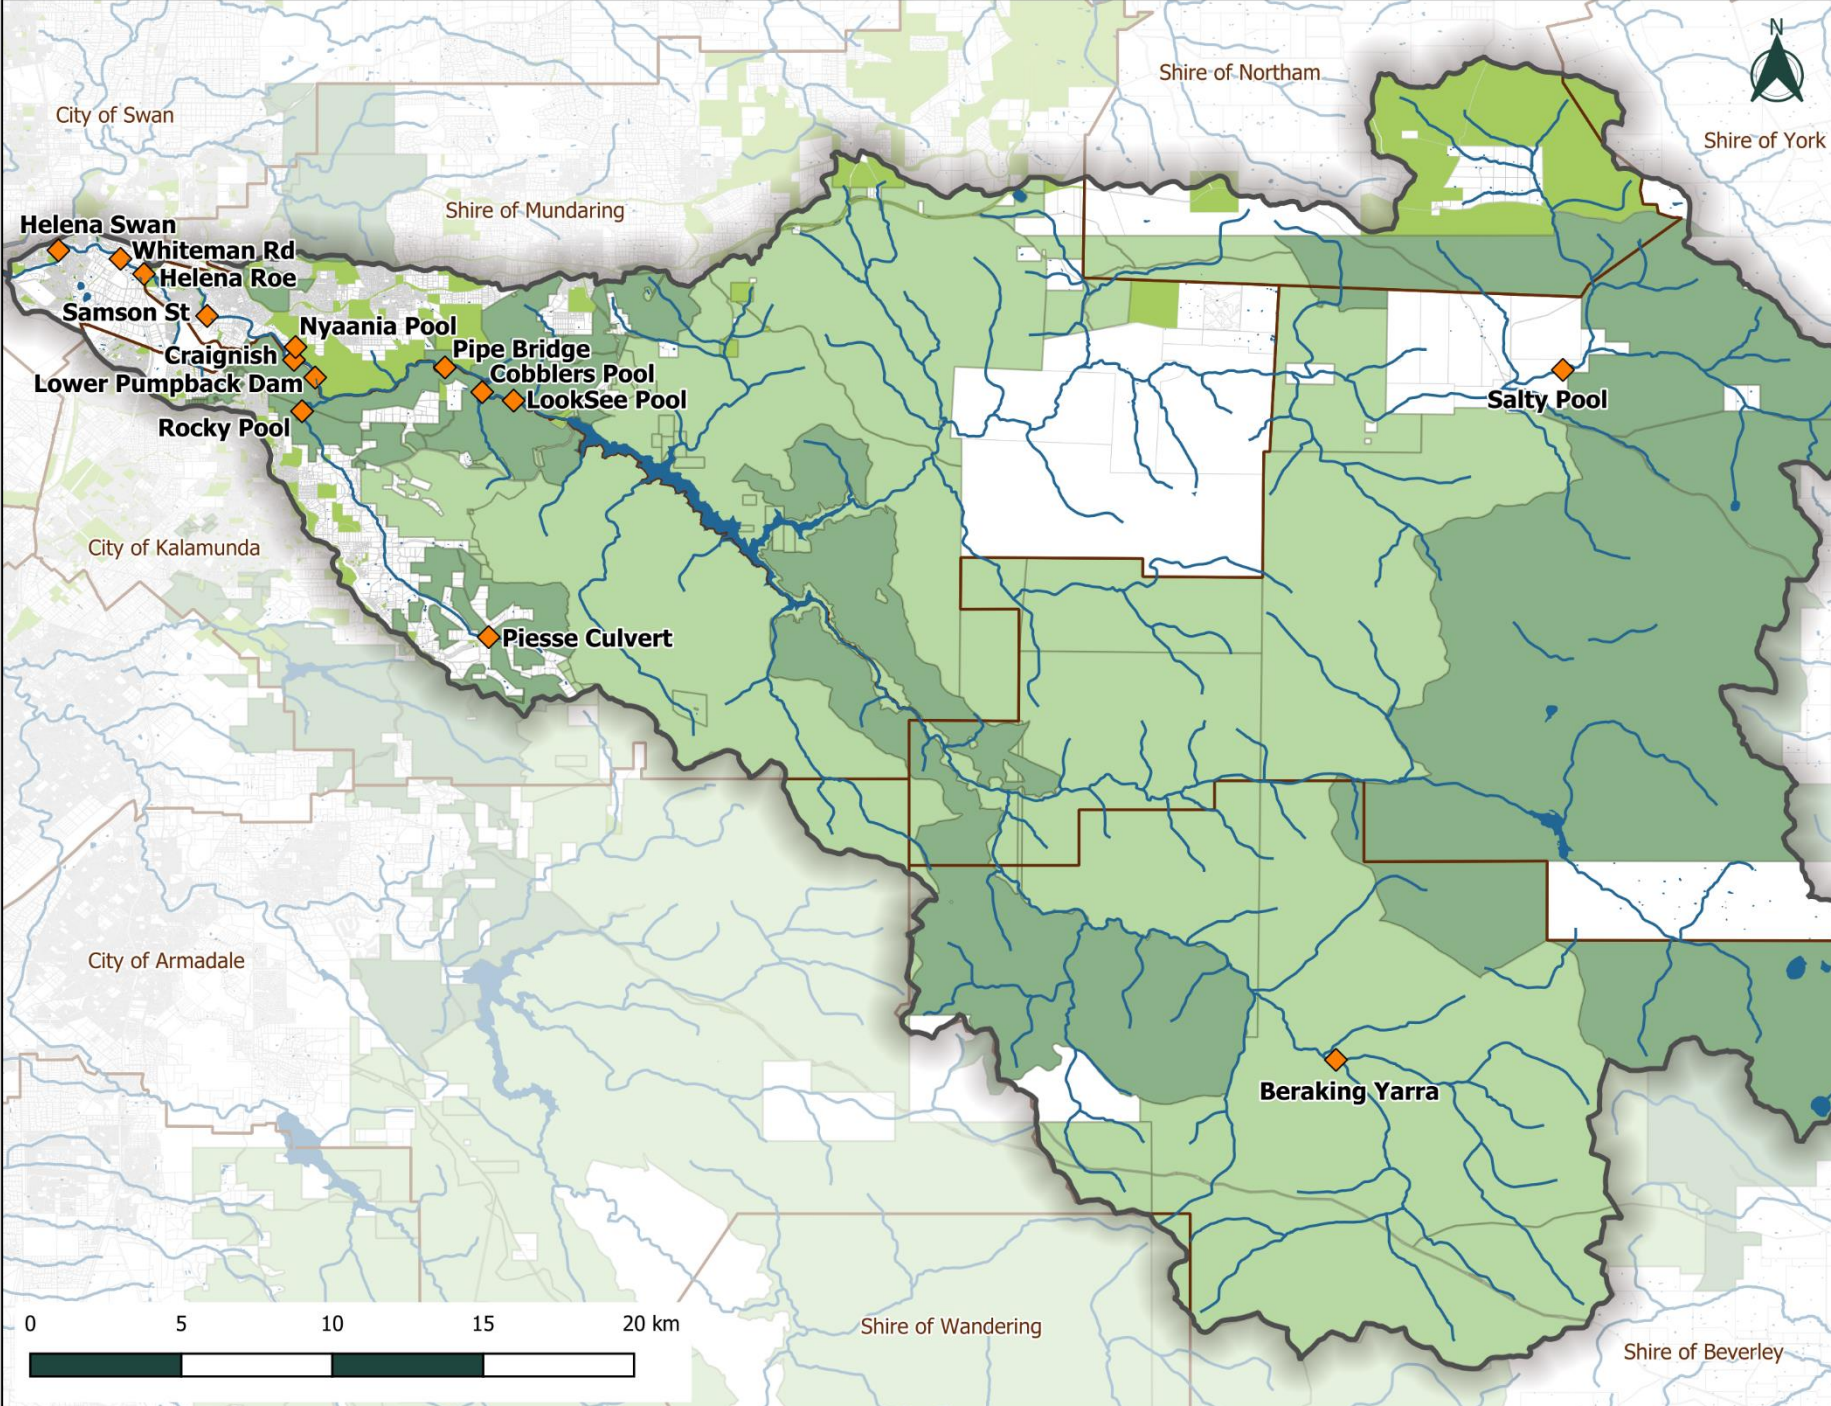 N
Shire of Northam
City of Swan
Shire of York
Shire of Mundaring
Helena Swan
Whiteman Rd
Helena Roe
Samson St
Nyaania Pool
Craignish
Pipe Bridge
Cobblers Pool
Lower Pumpback Dam
LookSee Pool
Salty Pool
Rocky Pool
City of Kalamunda
Piesse Culvert
City of Armadale
Beraking Yarra
0 5 10 15 20 km
Shire of Wandering
Shire of Beverley